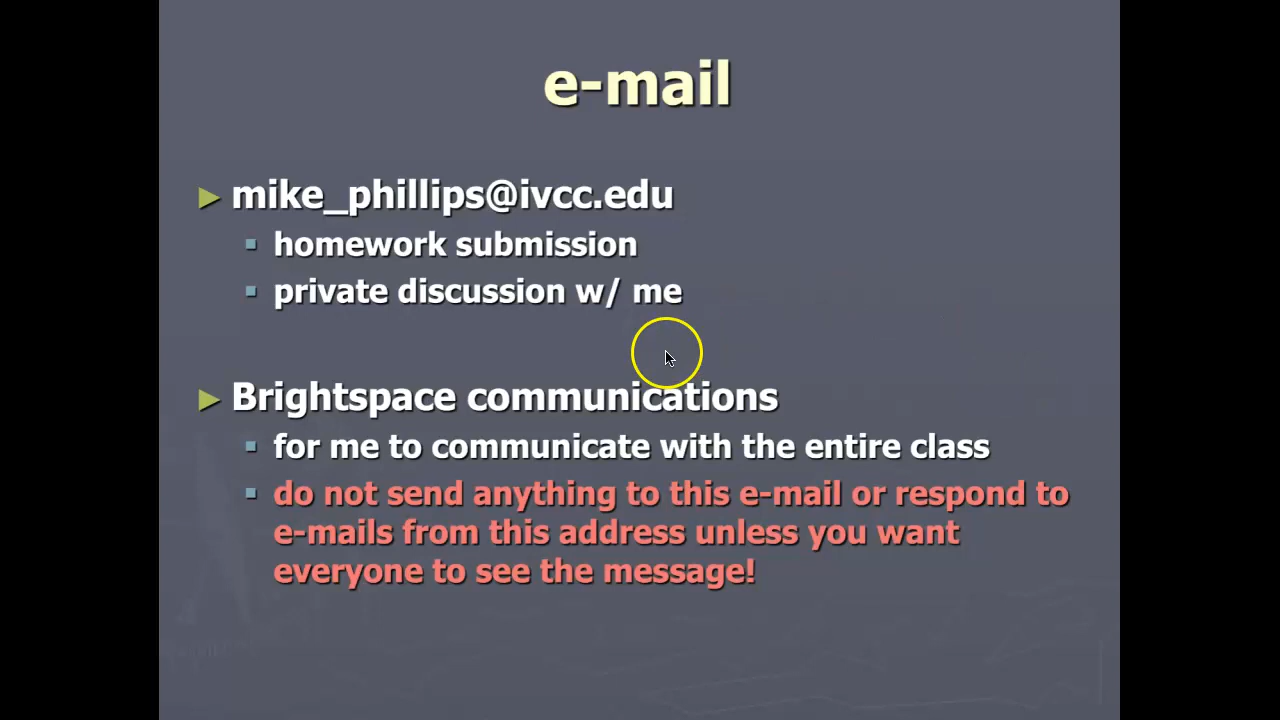 e-mail
mike_phillips@ivcc.edu
homework submission
private discussion w/ me
Brightspace communications
for me to communicate with the entire class
do not send anything to this e-mail or respond to
e-mails from this address unless you want
everyone to see the message!